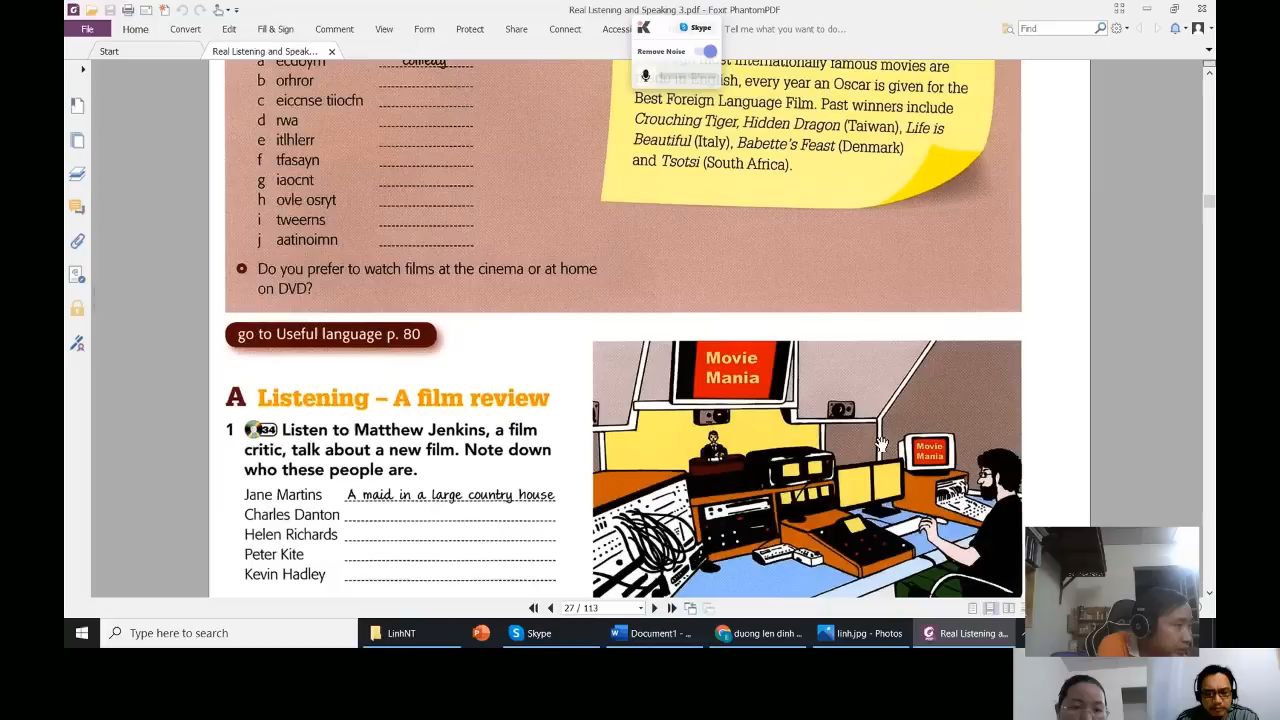 Real Listening and Speaking 3.pdf - Foxit PhantomPDF
File Home Convert Edit Fill & Sign Comment View Form Protect Share Connect Accessi Tell me what you want to do... Find
Skype
Remove Noise
Start Real Listening and Speak...
a ecdoym comedy
b orhror
c eiccnse tiiocfn
d rwa
e itlhlerr
f tfasayn
g iaocnt
h ovle osryt
i tweerns
j aatinoimn
Do you prefer to watch films at the cinema or at home
on DVD?
most internationally famous movies are
in English, every year an Oscar is given for the
Best Foreign Language Film. Past winners include
Crouching Tiger, Hidden Dragon (Taiwan), Life is
Beautiful (Italy), Babette's Feast (Denmark)
and Tsotsi (South Africa).
go to Useful language p. 80
A Listening – A film review
1 34 Listen to Matthew Jenkins, a film
critic, talk about a new film. Note down
who these people are.
Jane Martins A maid in a large country house
Charles Danton
Helen Richards
Peter Kite
Kevin Hadley
Movie
Mania
Movie
Mania
27 / 113
Type here to search LinhNT Skype Document1 - ... duong len dinh ... linh.jpg - Photos Real Listening a...